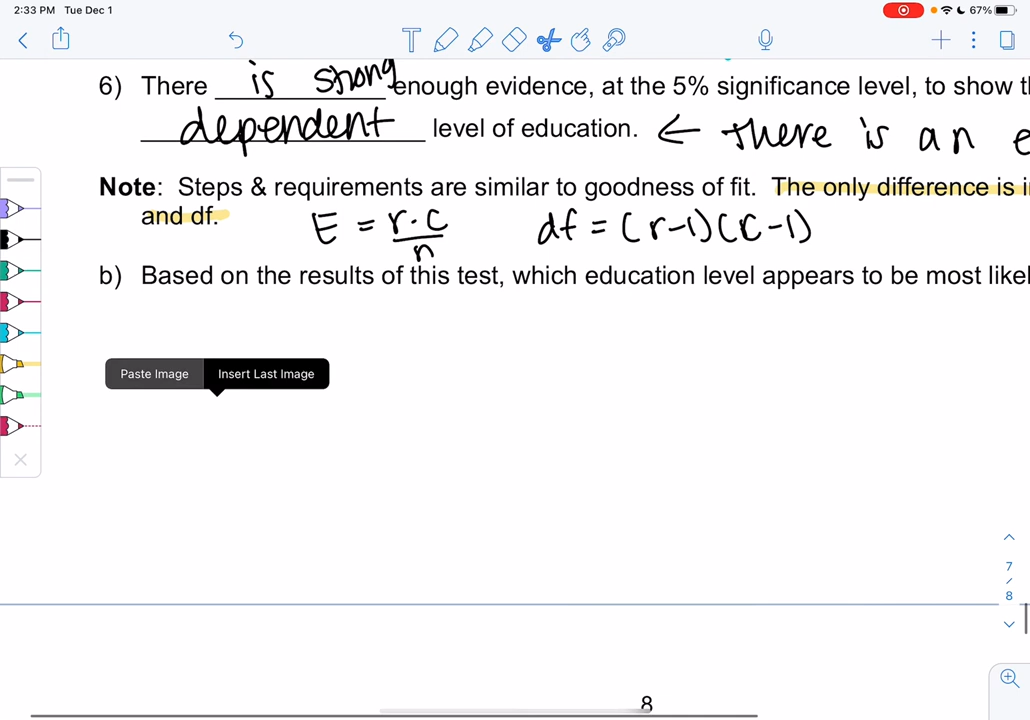 2:33 PM Tue Dec 1
67%
T
is strong
6) There enough evidence, at the 5% significance level, to show
dependent level of education. ← there is an
Note: Steps & requirements are similar to goodness of fit. The only difference is
and df.
E = r·c/n df = (r-1)(c-1)
b) Based on the results of this test, which education level appears to be most
Paste Image Insert Last Image
7
/
8
8